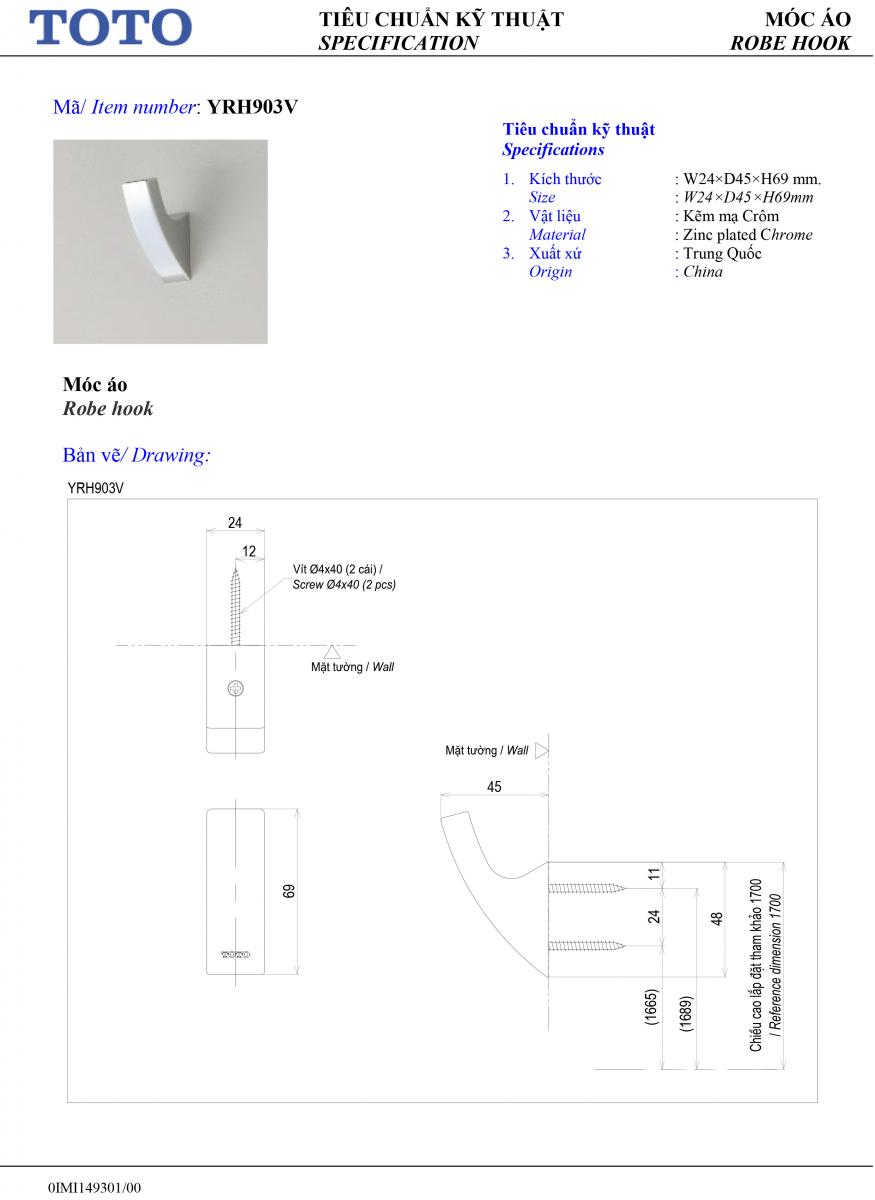 TOTO
TIÊU CHUẨN KỸ THUẬT
SPECIFICATION
MÓC ÁO
ROBE HOOK
Mã/ Item number: YRH903V
Tiêu chuẩn kỹ thuật
Specifications
1. Kích thước : W24×D45×H69 mm.
Size : W24×D45×H69mm
2. Vật liệu : Kẽm mạ Crôm
Material : Zinc plated Chrome
3. Xuất xứ : Trung Quốc
Origin : China
Móc áo
Robe hook
Bản vẽ/ Drawing:
YRH903V
24
12
Vít Ø4x40 (2 cái) /
Screw Ø4x40 (2 pcs)
Mặt tường / Wall
Mặt tường / Wall
45
69
TOTO
11
24
48
(1665)
(1689)
Chiều cao lắp đặt tham khảo 1700
/ Reference dimension 1700
0IMI149301/00